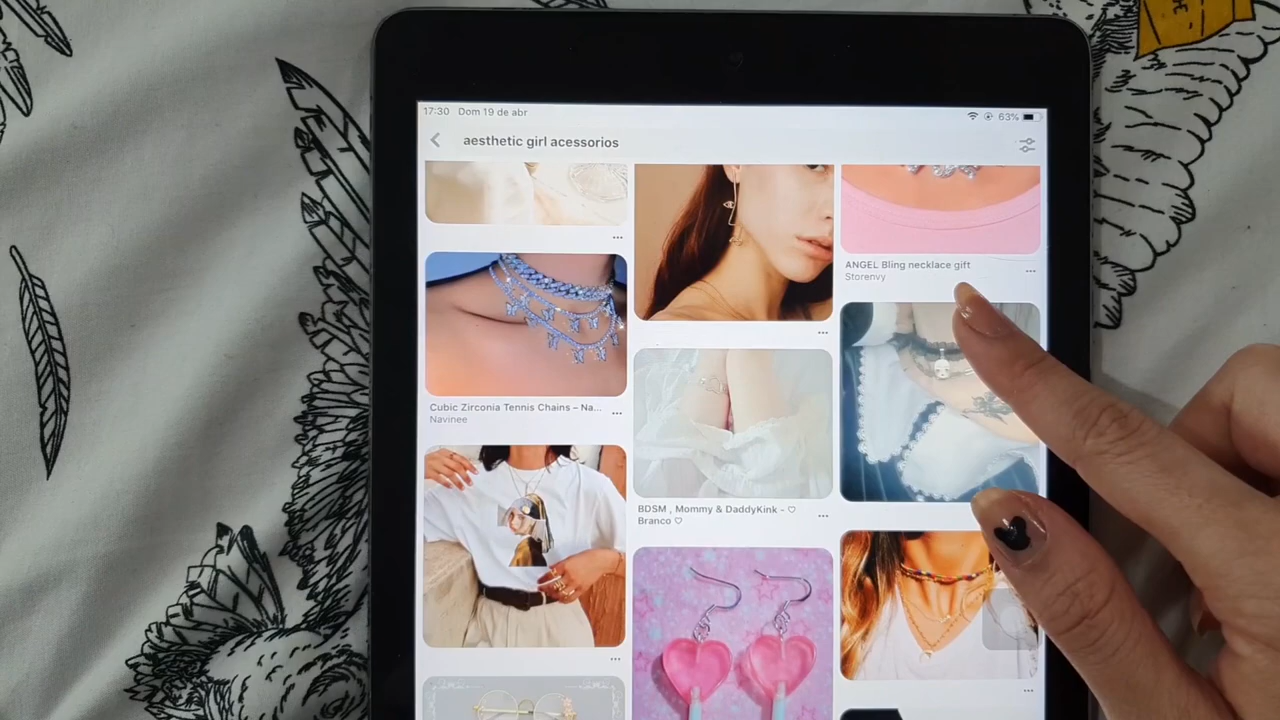 17:30 Dom 19 de abr
63%
aesthetic girl acessorios
ANGEL Bling necklace gift
Storenvy
Cubic Zirconia Tennis Chains – Na...
Navinee
BDSM , Mommy & DaddyKink - ♡
Branco ♡